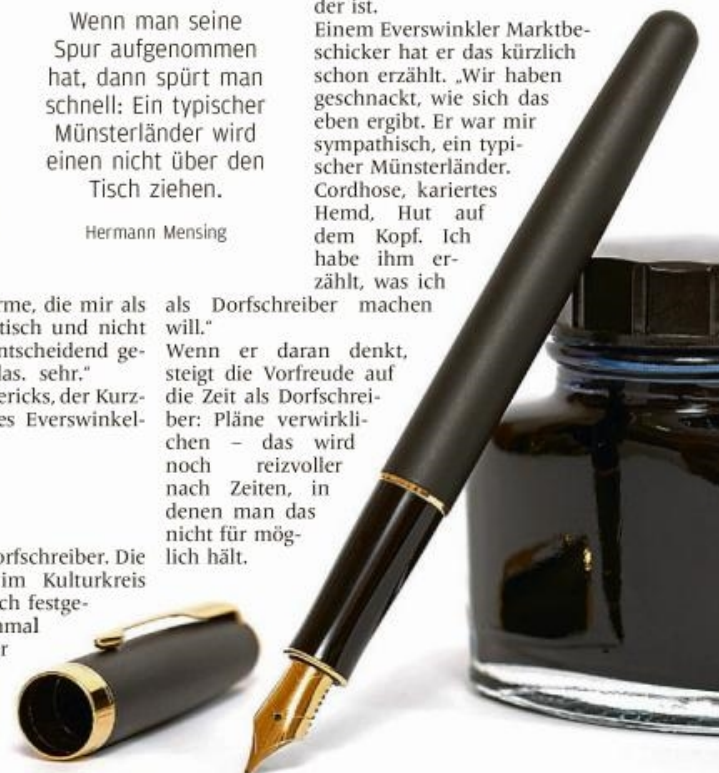 Wenn man seine
Spur aufgenommen
hat, dann spürt man
schnell: Ein typischer
Münsterländer wird
einen nicht über den
Tisch ziehen.
Hermann Mensing
rme, die mir als
tisch und nicht
ntscheidend ge-
las. sehr."
ericks, der Kurz-
es Everswinkel-
orfschreiber. Die
im Kulturkreis
ch festge-
nmal
r
der ist.
Einem Everswinkler Marktbe-
schicker hat er das kürzlich
schon erzählt. „Wir haben
geschnackt, wie sich das
eben ergibt. Er war mir
sympathisch, ein typi-
scher Münsterländer.
Cordhose, kariertes
Hemd, Hut auf
dem Kopf. Ich
habe ihm er-
zählt, was ich
als Dorfschreiber machen
will."
Wenn er daran denkt,
steigt die Vorfreude auf
die Zeit als Dorfschrei-
ber: Pläne verwirkli-
chen – das wird
noch reizvoller
nach Zeiten, in
denen man das
nicht für mög-
lich hält.